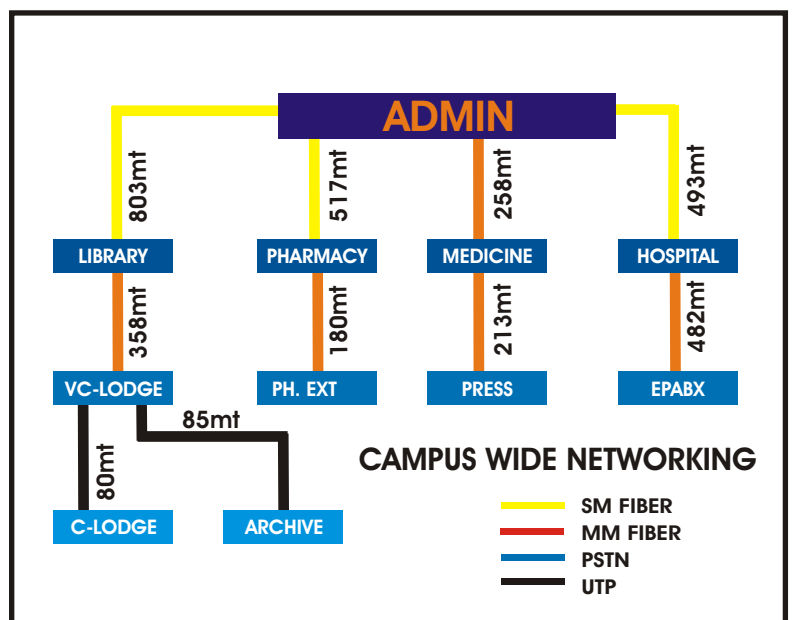 ADMIN
803mt
517mt
258mt
493mt
LIBRARY
PHARMACY
MEDICINE
HOSPITAL
358mt
180mt
213mt
482mt
VC-LODGE
PH. EXT
PRESS
EPABX
80mt
85mt
CAMPUS WIDE NETWORKING
C-LODGE
ARCHIVE
SM FIBER
MM FIBER
PSTN
UTP